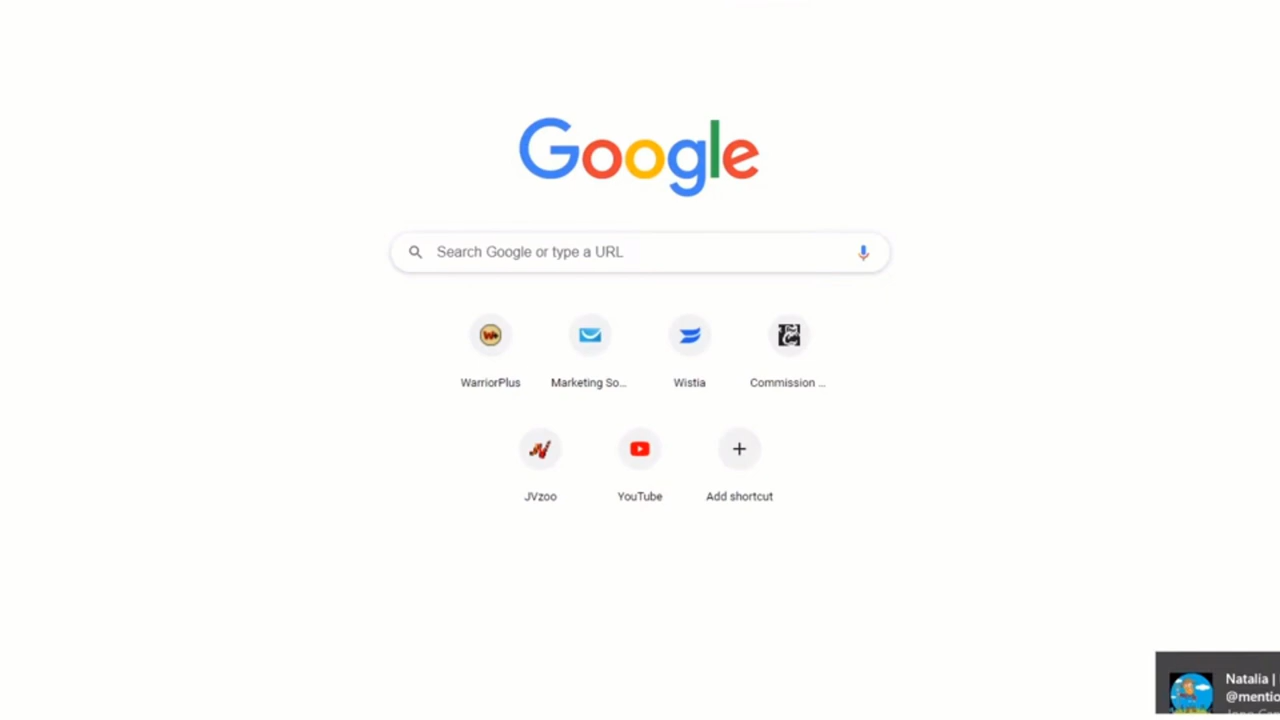 Google
Search Google or type a URL
WarriorPlus
Marketing So...
Wistia
Commission ...
JVzoo
YouTube
Add shortcut
Natalia |
@mentio